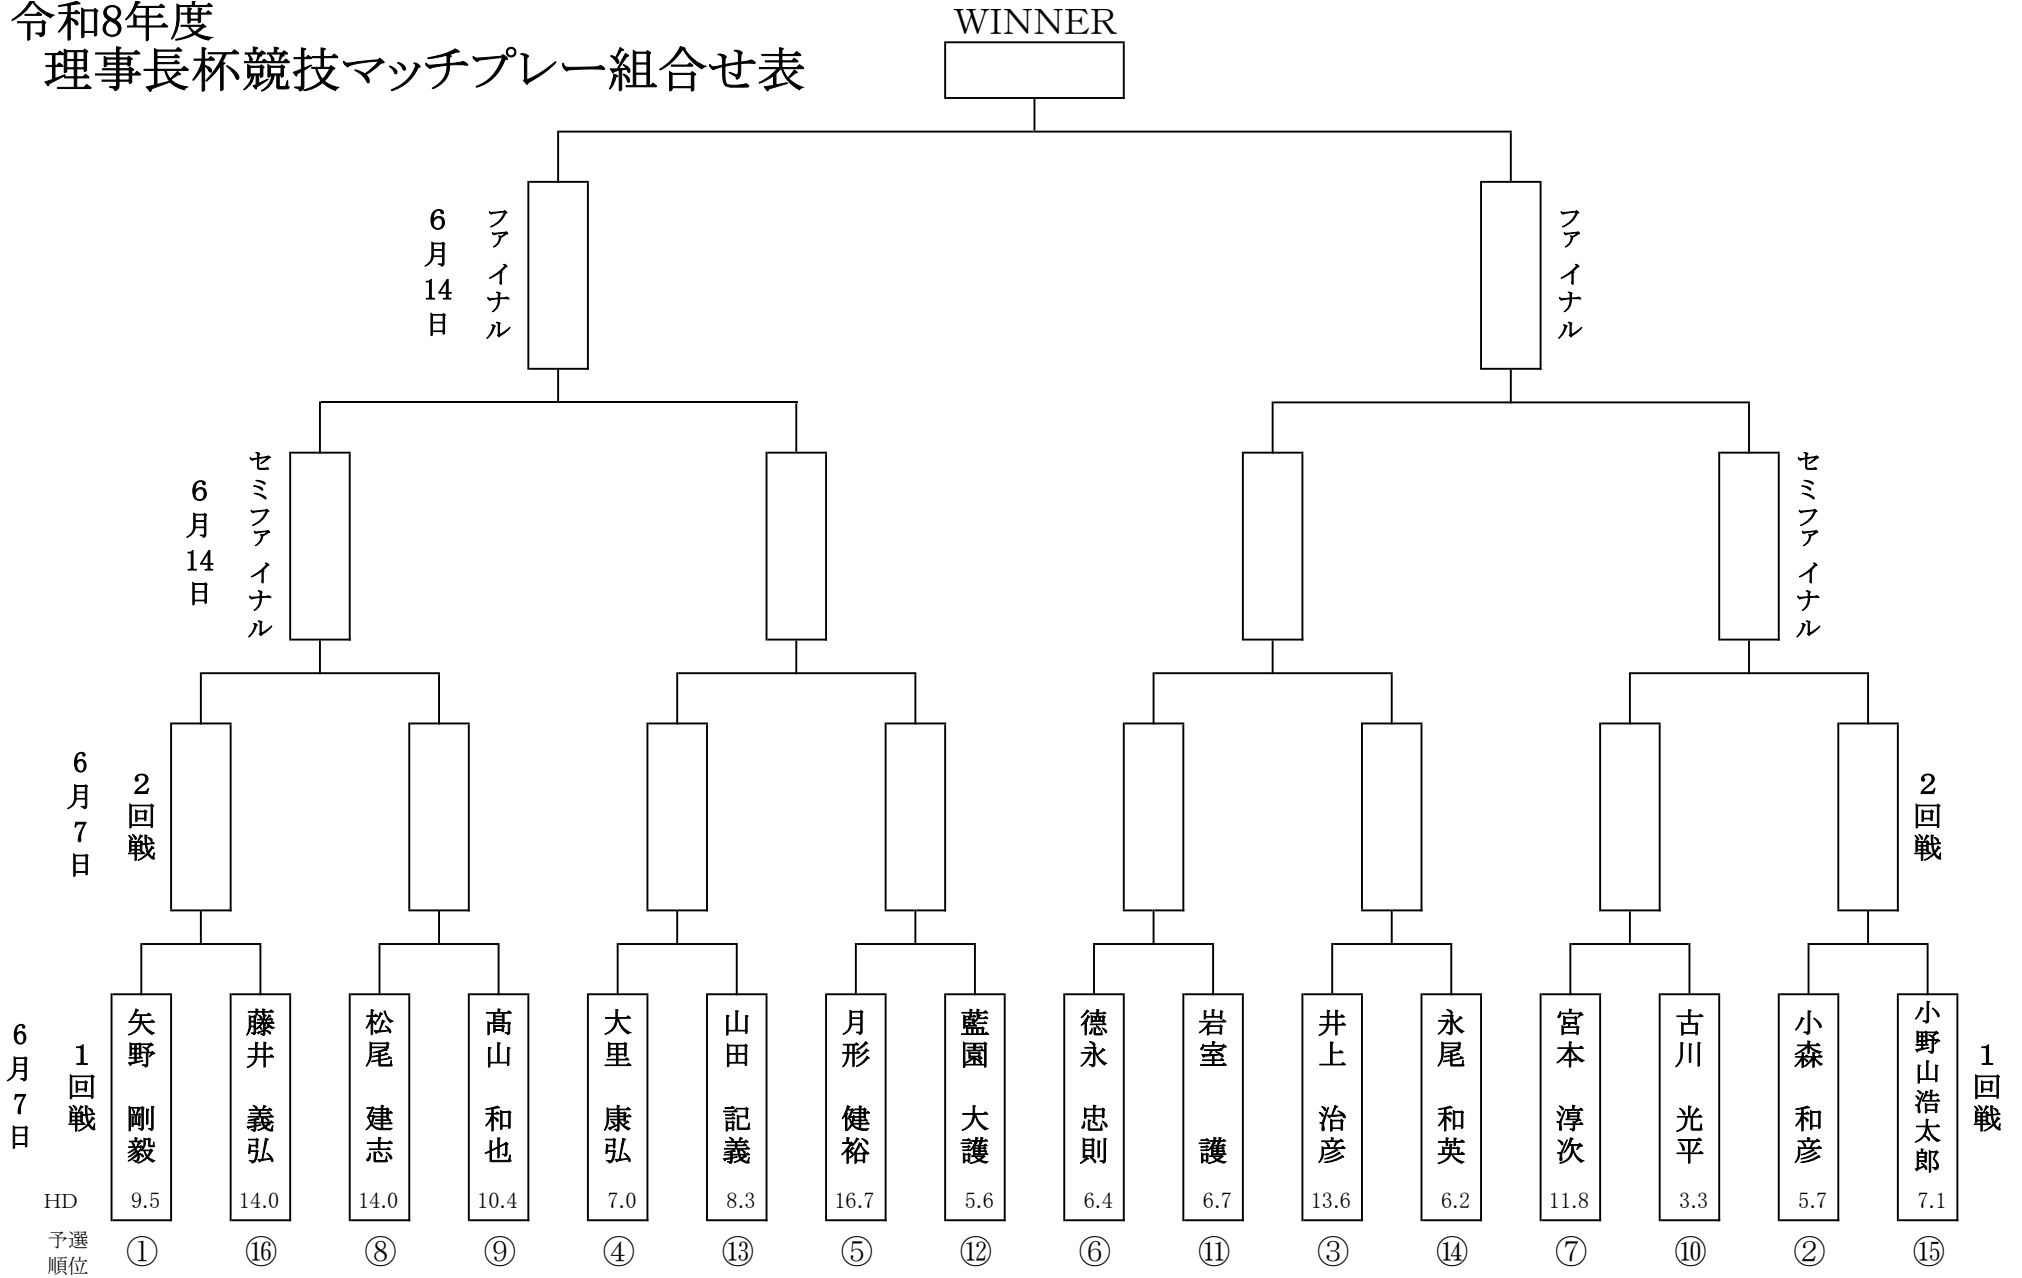 令和8年度
理事長杯競技マッチプレー組合せ表
WINNER
6月14日
ファイナル
ファイナル
6月14日
セミファイナル
セミファイナル
6月7日
2回戦
2回戦
6月7日
1回戦
矢野 剛毅
藤井 義弘
松尾 建志
髙山 和也
大里 康弘
山田 記義
月形 健裕
藍園 大護
德永 忠則
岩室 護
井上 治彦
永尾 和英
宮本 淳次
古川 光平
小森 和彦
小野山浩太郎
1回戦
HD 9.5 14.0 14.0 10.4 7.0 8.3 16.7 5.6 6.4 6.7 13.6 6.2 11.8 3.3 5.7 7.1
予選
順位
① ⑯ ⑧ ⑨ ④ ⑬ ⑤ ⑫ ⑥ ⑪ ③ ⑭ ⑦ ⑩ ② ⑮